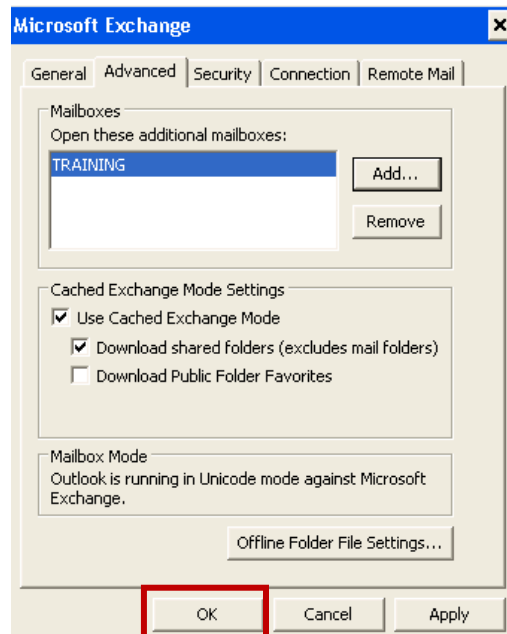 Microsoft Exchange
General Advanced Security Connection Remote Mail
Mailboxes
Open these additional mailboxes:
TRAINING
Add...
Remove
Cached Exchange Mode Settings
Use Cached Exchange Mode
Download shared folders (excludes mail folders)
Download Public Folder Favorites
Mailbox Mode
Outlook is running in Unicode mode against Microsoft
Exchange.
Offline Folder File Settings...
OK Cancel Apply